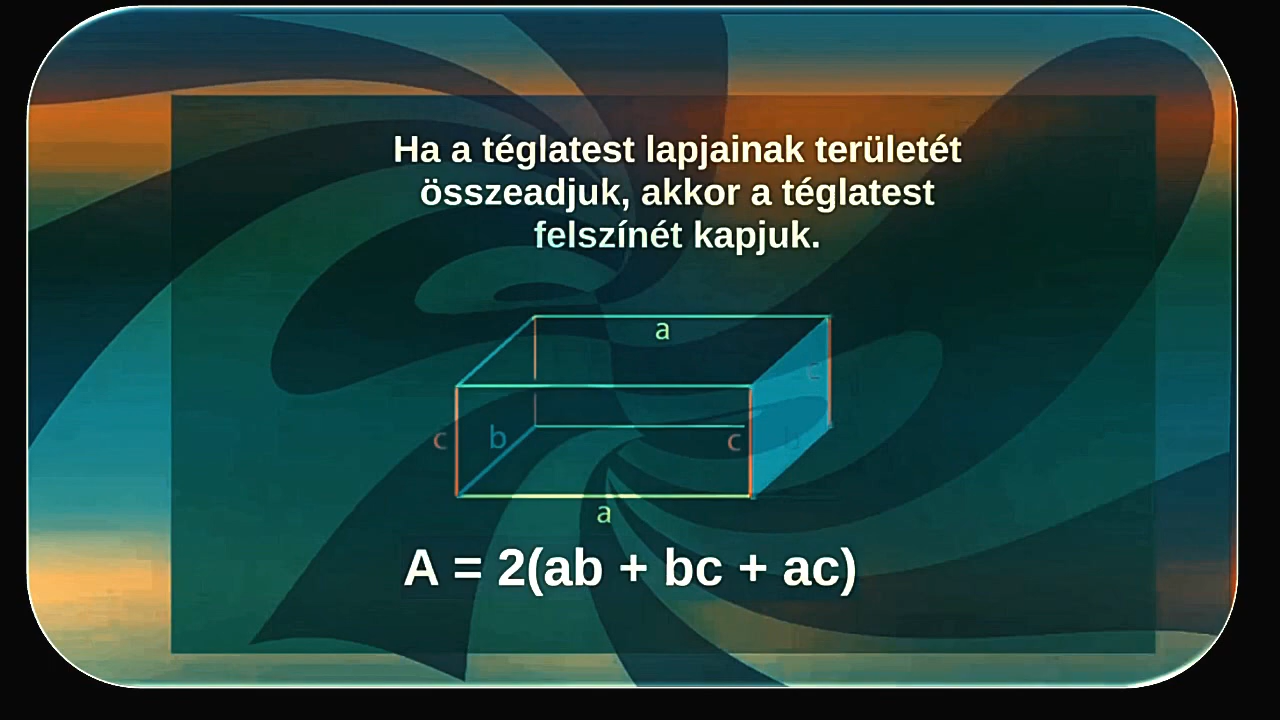 Ha a téglatest lapjainak területét
összeadjuk, akkor a téglatest
felszínét kapjuk.
a
c
c b c b
a
A = 2(ab + bc + ac)